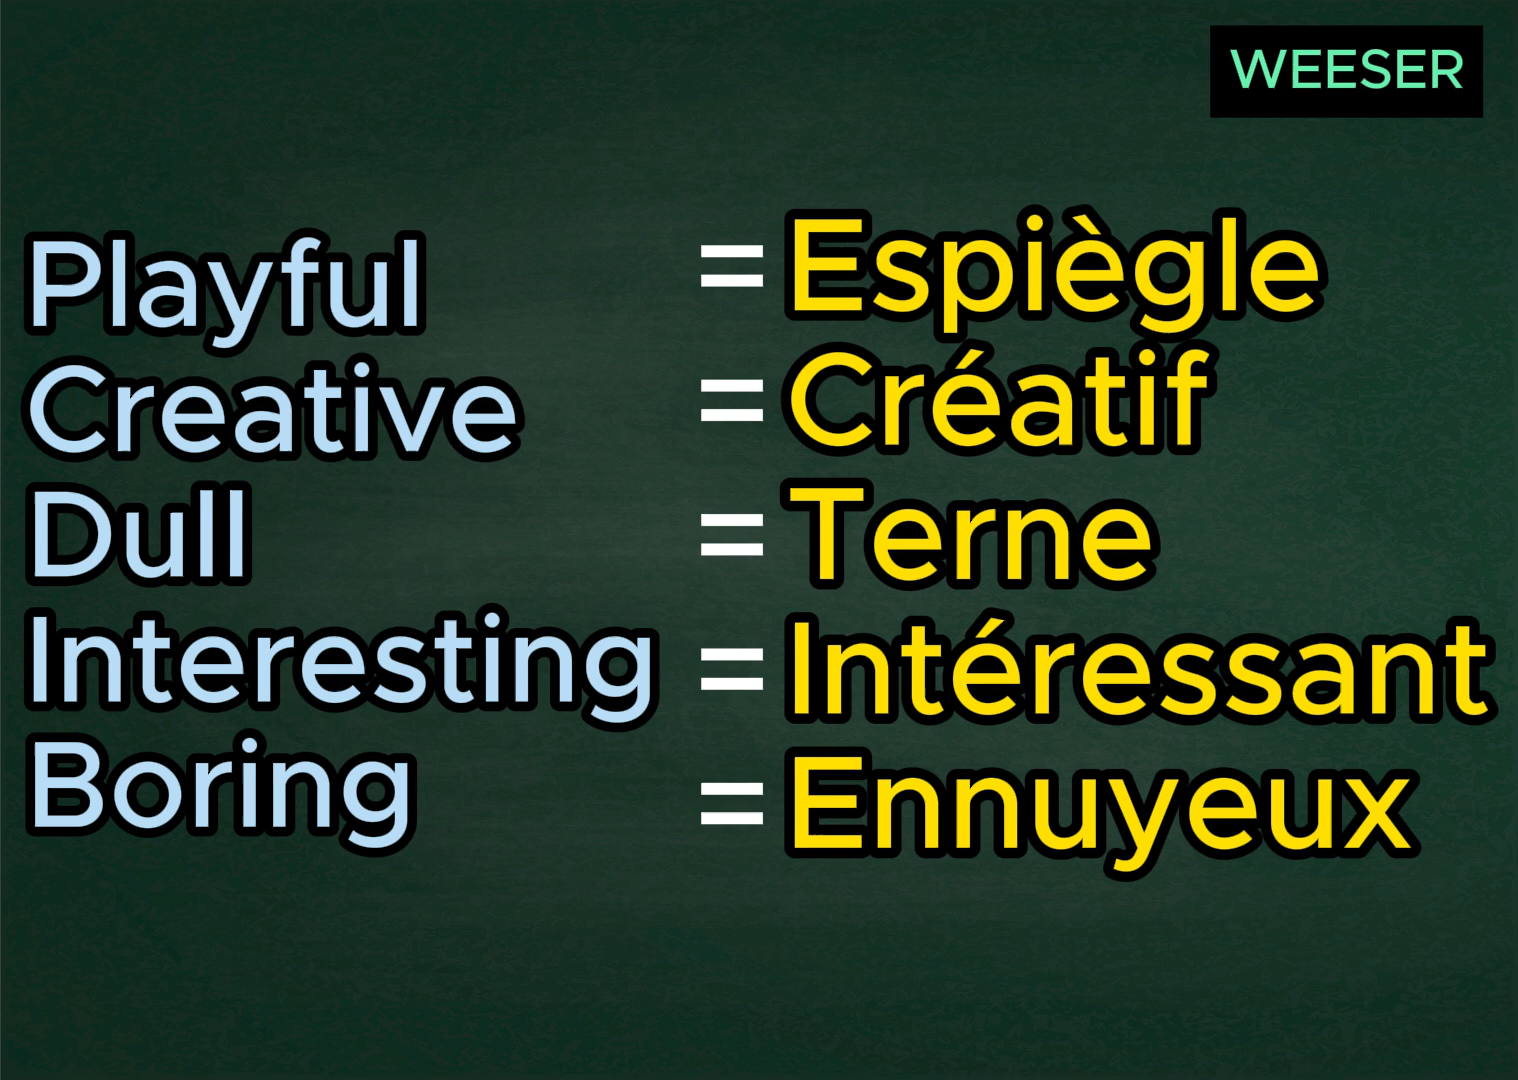 WEESER
Playful = Espiègle
Creative = Créatif
Dull = Terne
Interesting = Intéressant
Boring = Ennuyeux